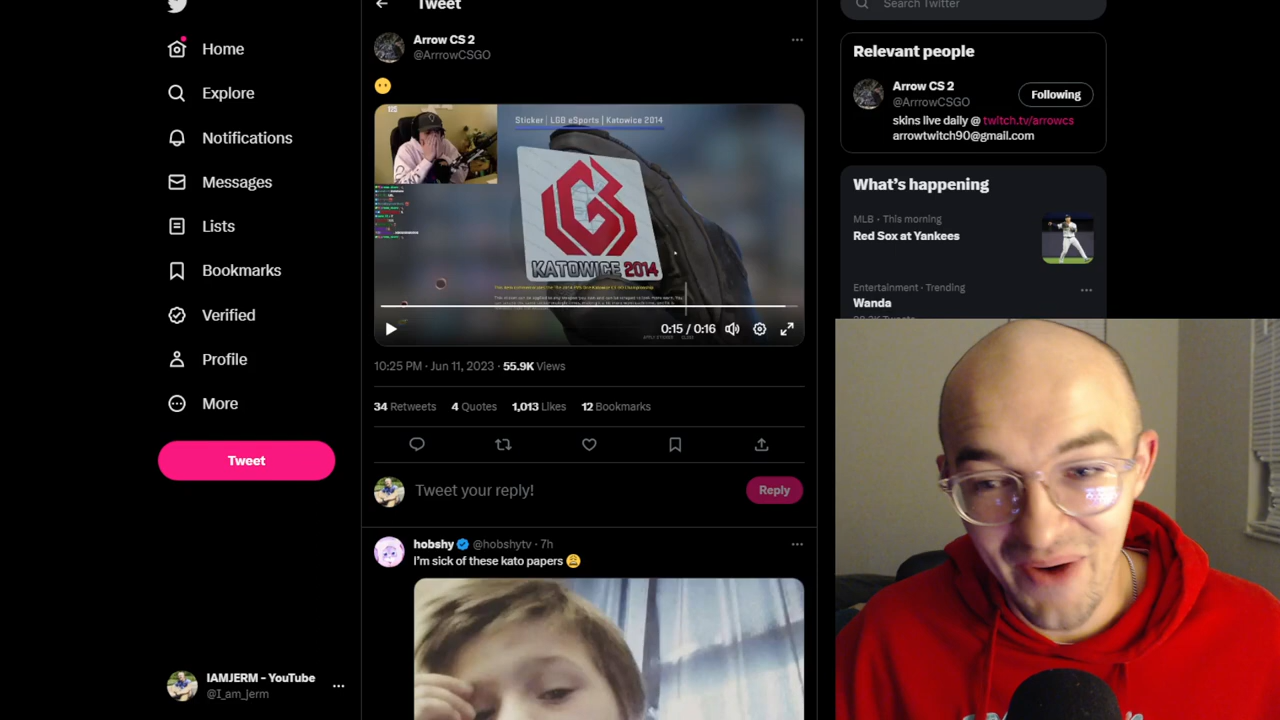 Tweet
Search Twitter
Home
Explore
Notifications
Messages
Lists
Bookmarks
Verified
Profile
More
Tweet
IAMJERM - YouTube
@I_am_Jerm
Arrow CS 2
@ArrrowCSGO
Sticker | LGB eSports | Katowice 2014
KATOWICE 2014
0:15 / 0:16
10:25 PM · Jun 11, 2023 · 55.9K Views
34 Retweets 4 Quotes 1,013 Likes 12 Bookmarks
Tweet your reply!
Reply
hobshy @hobshytv · 7h
I'm sick of these kato papers 😩
Relevant people
Arrow CS 2
@ArrrowCSGO
Following
skins live daily @ twitch.tv/arrowcs
arrowtwitch90@gmail.com
What's happening
MLB · This morning
Red Sox at Yankees
Entertainment · Trending
Wanda